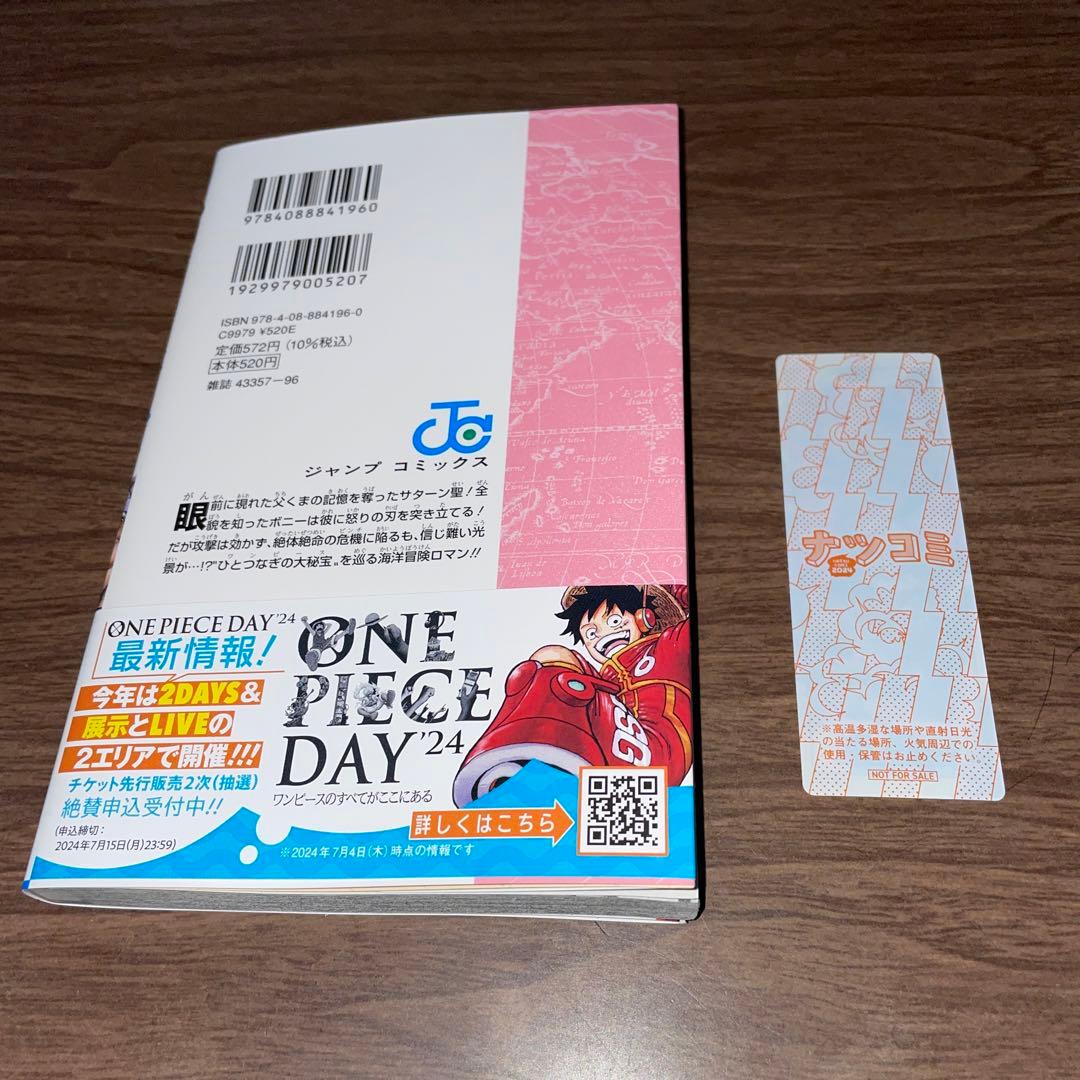 9784088841960
1929979005207
ISBN 978-4-08-884196-0
C9979 ¥520E
定価572円(10%税込)
本体520円
雑誌 43357-96
JC
ジャンプ コミックス
眼前に現れた父くまの記憶を奪ったサターン聖!全
貌を知ったボニーは彼に怒りの刃を突き立てる!
だが攻撃は効かず、絶体絶命の危機に陥るも、信じ難い光
景が…!?"ひとつなぎの大秘宝"を巡る海洋冒険ロマン!!
ONE PIECE DAY'24
最新情報!
今年は2DAYS&
展示とLIVEの
2エリアで開催!!!
チケット先行販売2次(抽選)
絶賛申込受付中!!
(申込締切:
2024年7月15日(月)23:59)
ONE
PIECE
DAY'24
ワンピースのすべてがここにある
詳しくはこちら
※2024年7月4日(木)時点の情報です
ナツコミ
2024
※高温多湿な場所や直射日光
の当たる場所、火気周辺での
使用・保管はお止めください。
NOT FOR SALE